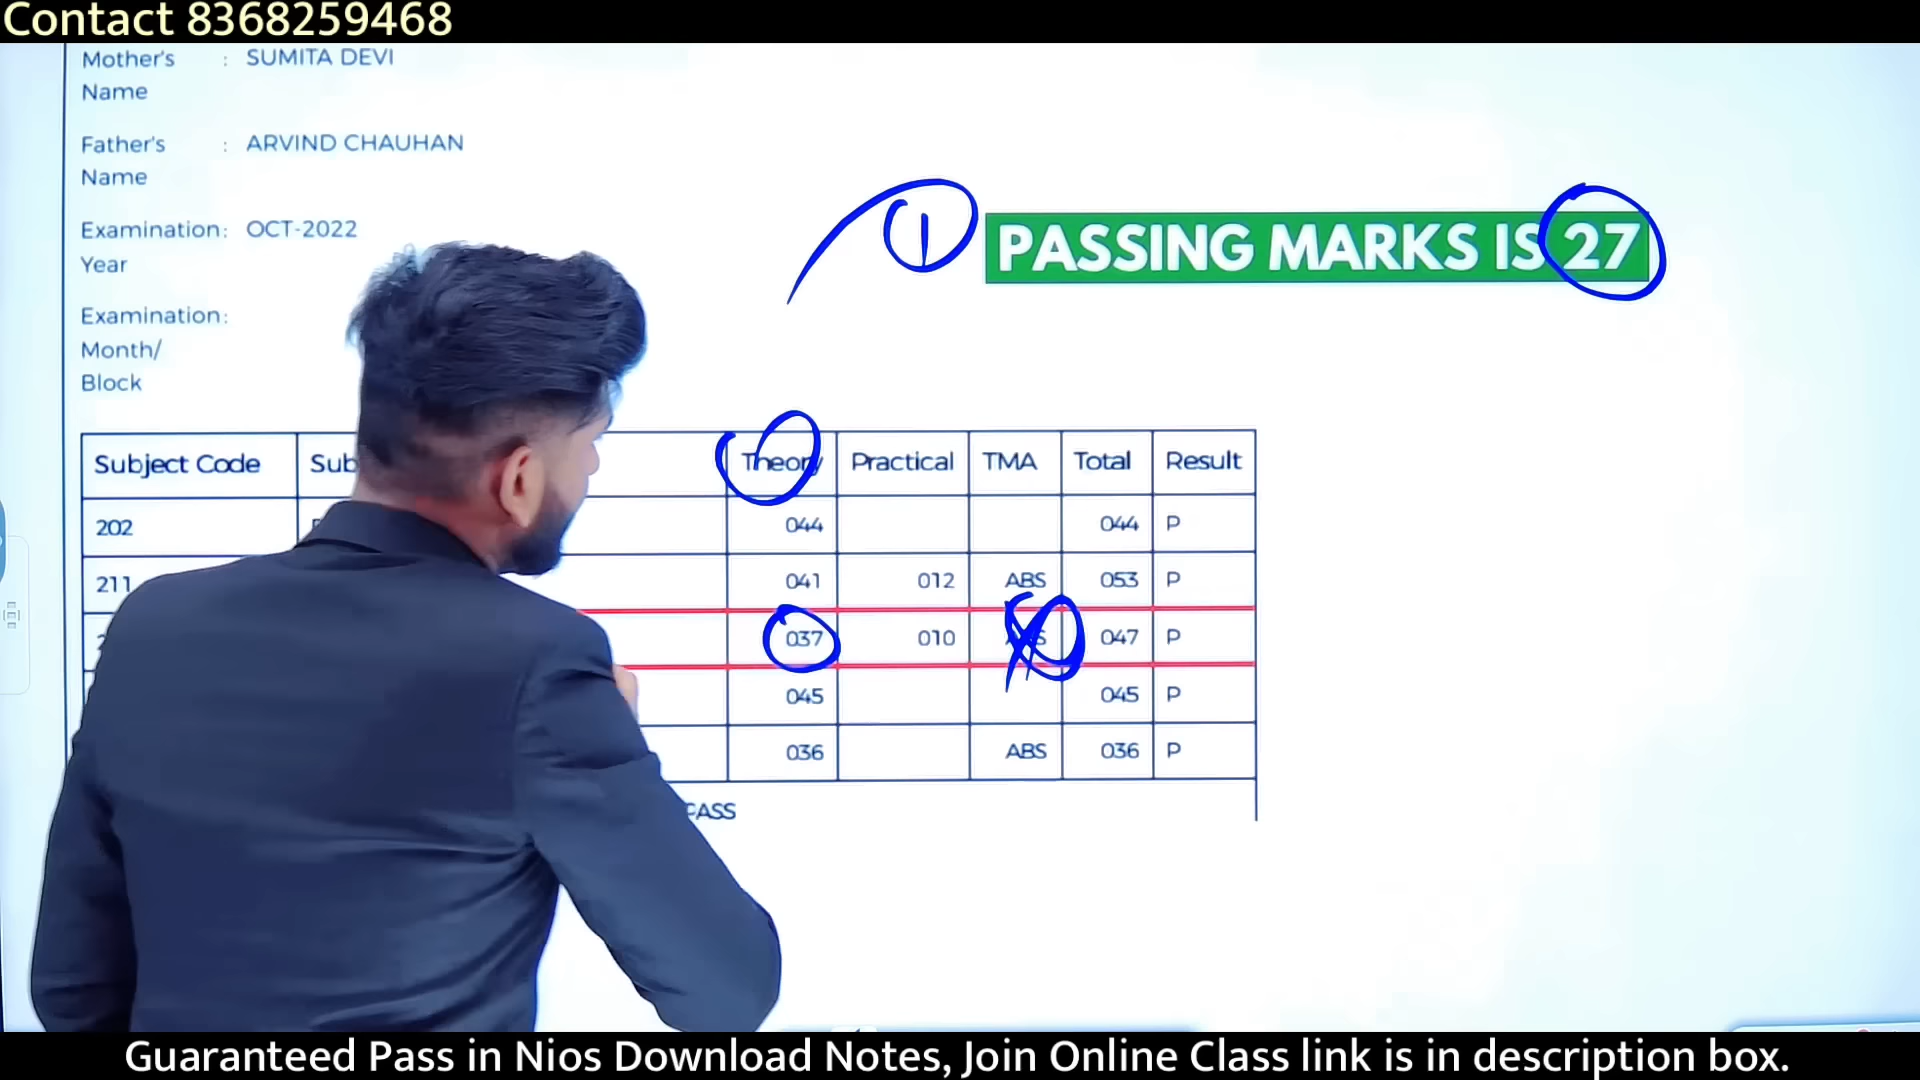 Contact 8368259468
Mother's : SUMITA DEVI
Name
Father's : ARVIND CHAUHAN
Name
Examination : OCT-2022
Year
Examination :
Month/
Block
1
PASSING MARKS IS 27
Subject Code Sub Theory Practical TMA Total Result
202 044 044 P
211 041 012 ABS 053 P
037 010 047 P
045 045 P
036 ABS 036 P
PASS
Guaranteed Pass in Nios Download Notes, Join Online Class link is in description box.